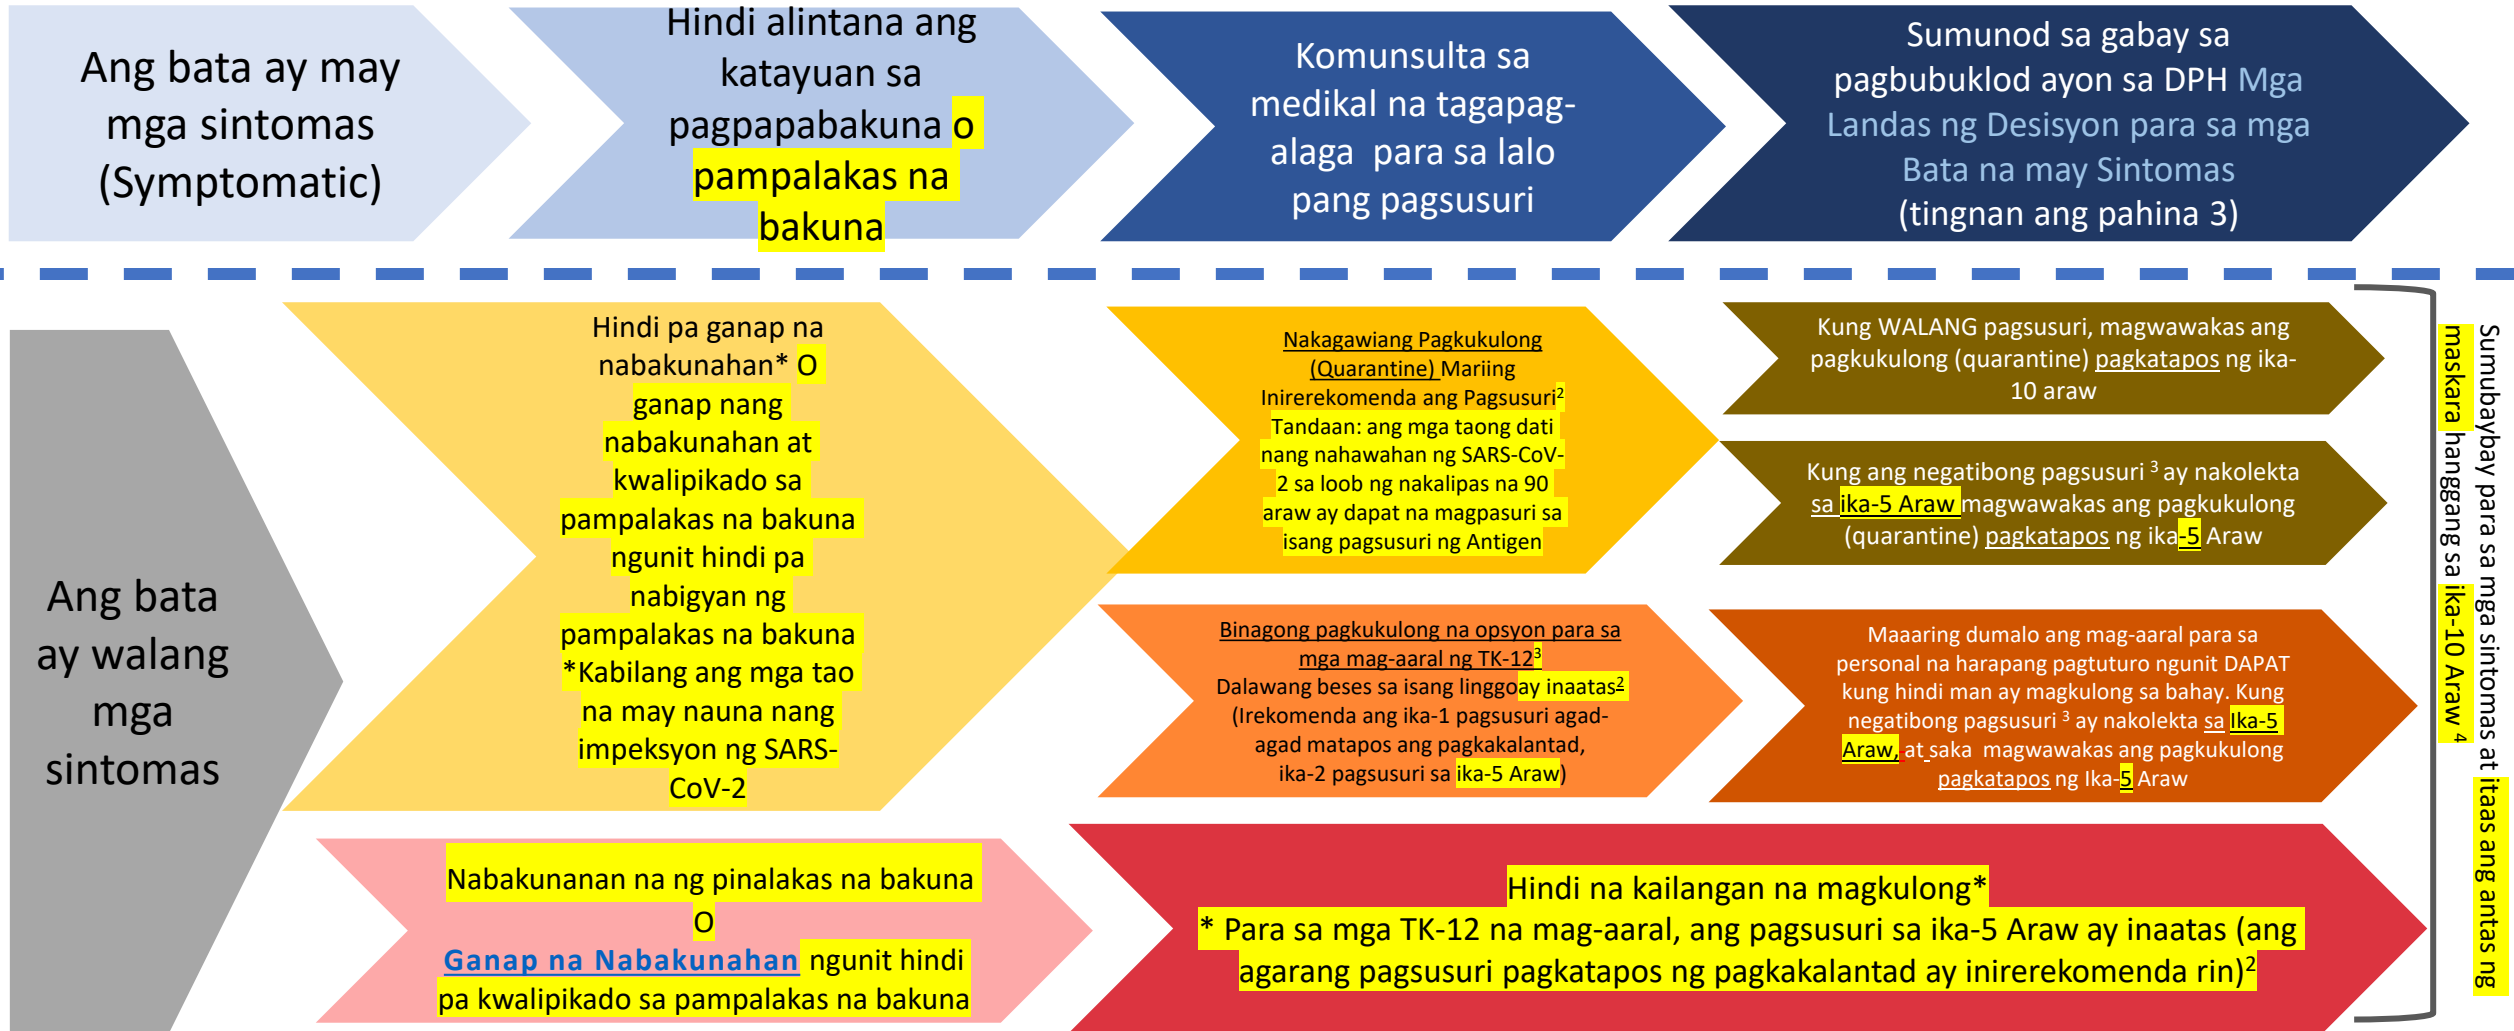 Ang bata ay may
mga sintomas
(Symptomatic)
Hindi alintana ang
katayuan sa
pagpapabakuna o
pampalakas na
bakuna
Komunsulta sa
medikal na tagapag-
alaga para sa lalo
pang pagsusuri
Sumunod sa gabay sa
pagbubuklod ayon sa DPH Mga
Landas ng Desisyon para sa mga
Bata na may Sintomas
(tingnan ang pahina 3)
Ang bata
ay walang
mga
sintomas
Hindi pa ganap na
nabakunahan* O
ganap nang
nabakunahan at
kwalipikado sa
pampalakas na bakuna
ngunit hindi pa
nabigyan ng
pampalakas na bakuna
*Kabilang ang mga tao
na may nauna nang
impeksyon ng SARS-
CoV-2
Nakagawiang Pagkukulong
(Quarantine) Mariing
Inirerekomenda ang Pagsusuri²
Tandaan: ang mga taong dati
nang nahawahan ng SARS-CoV-
2 sa loob ng nakalipas na 90
araw ay dapat na magpasuri sa
isang pagsusuri ng Antigen
Kung WALANG pagsusuri, magwawakas ang
pagkukulong (quarantine) pagkatapos ng ika-
10 araw
Kung ang negatibong pagsusuri ³ ay nakolekta
sa ika-5 Araw magwawakas ang pagkukulong
(quarantine) pagkatapos ng ika-5 Araw
Binagong pagkukulong na opsyon para sa
mga mag-aaral ng TK-12³
Dalawang beses sa isang linggoay inaatas²
(Irekomenda ang ika-1 pagsusuri agad-
agad matapos ang pagkakalantad,
ika-2 pagsusuri sa ika-5 Araw)
Maaaring dumalo ang mag-aaral para sa
personal na harapang pagtuturo ngunit DAPAT
kung hindi man ay magkulong sa bahay. Kung
negatibong pagsusuri ³ ay nakolekta sa Ika-5
Araw, at saka magwawakas ang pagkukulong
pagkatapos ng Ika-5 Araw
Nabakunanan na ng pinalakas na bakuna
O
Ganap na Nabakunahan ngunit hindi
pa kwalipikado sa pampalakas na bakuna
Hindi na kailangan na magkulong*
* Para sa mga TK-12 na mag-aaral, ang pagsusuri sa ika-5 Araw ay inaatas (ang
agarang pagsusuri pagkatapos ng pagkakalantad ay inirerekomenda rin)²
Sumubaybay para sa mga sintomas at itaas ang antas ng
maskara hanggang sa ika-10 Araw ⁴